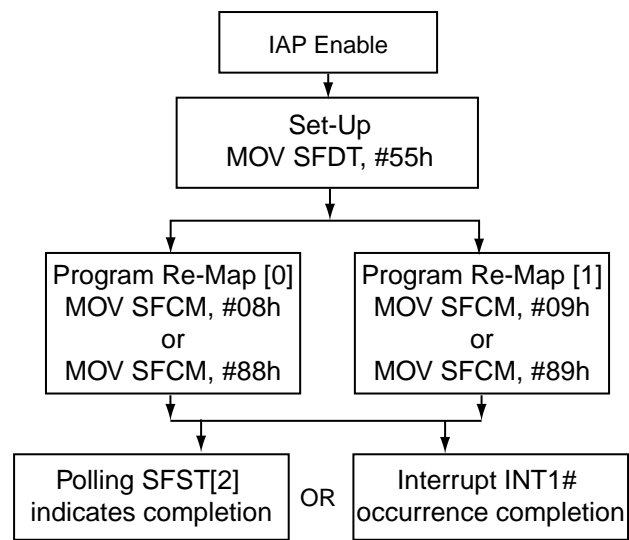 IAP Enable
Set-Up
MOV SFDT, #55h
Program Re-Map [0]
MOV SFCM, #08h
or
MOV SFCM, #88h
Program Re-Map [1]
MOV SFCM, #09h
or
MOV SFCM, #89h
Polling SFST[2]
indicates completion
OR
Interrupt INT1#
occurrence completion